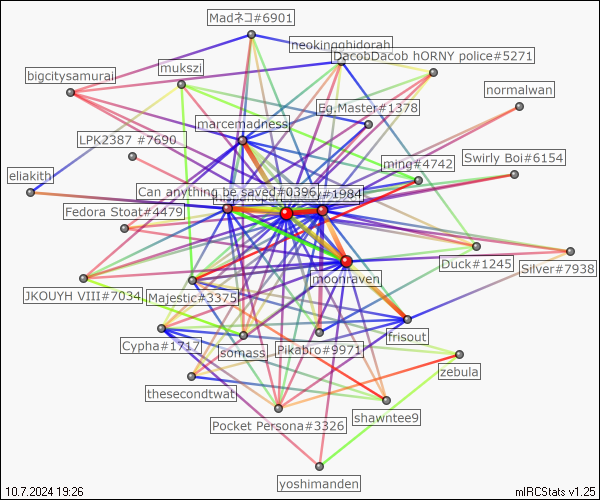 Madネコ#6901
neokingghidorah
DacobDacob hORNY police#5271
mukszi
bigcitysamurai
normalwan
Eg.Master#1378
marcemadness
LPK2387 #7690
Swirly Boi#6154
ming#4742
eliakith
Can anything be saved#0396
#1984
Fedora Stoat#4479
Duck#1245
Silver#7938
moonraven
JKOUYH VIII#7034
Majestic#3375
frisout
Cypha#1717
somass
Pikabro#9971
zebula
thesecondtwat
shawntee9
Pocket Persona#3326
yoshimanden
10.7.2024 19:26
mIRCStats v1.25